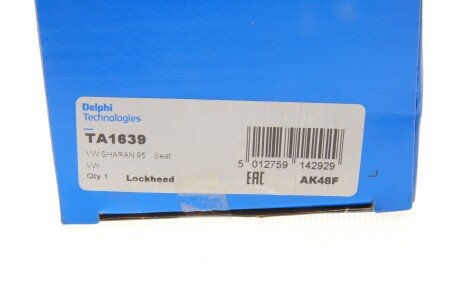 Delphi
Technologies
TA1639
VW SHARAN 95 Seat
VW
Qty 1 Lockheed
5 012759 142929
EAC AK48F